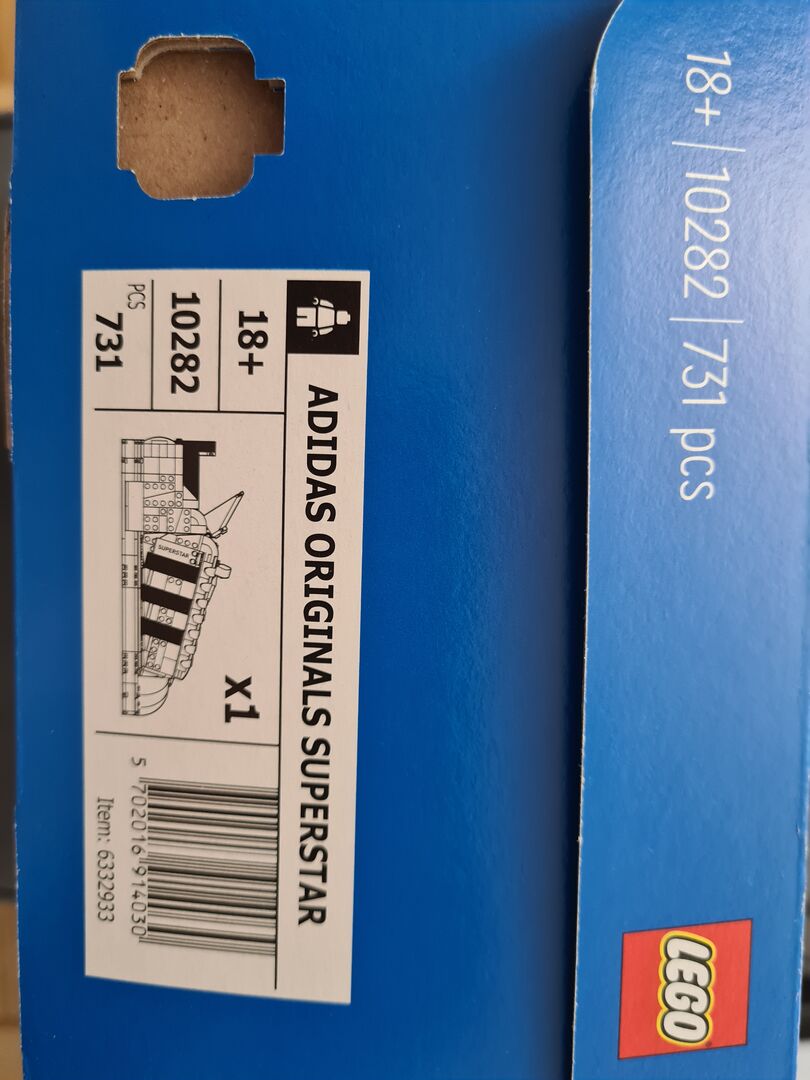 18+ | 10282 | 731 pcs
LEGO
ADIDAS ORIGINALS SUPERSTAR
18+
10282
PCS
731
SUPERSTAR
x1
5 702016 914030
Item: 6332933